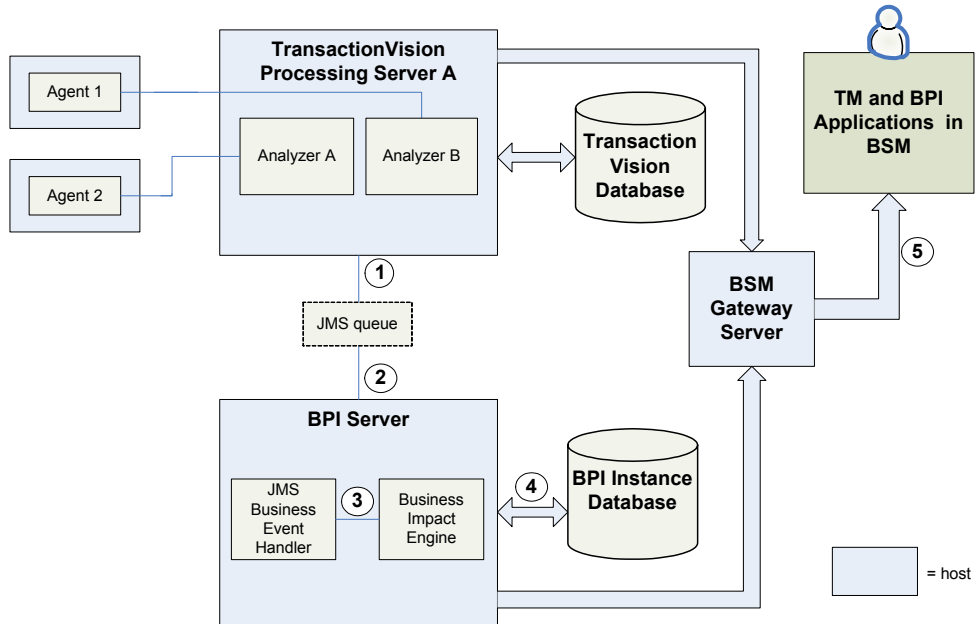 TransactionVision
Processing Server A
Agent 1
Agent 2
Analyzer A
Analyzer B
Transaction
Vision
Database
TM and BPI
Applications in
BSM
1
JMS queue
2
BSM
Gateway
Server
5
BPI Server
JMS
Business
Event
Handler
3
Business
Impact
Engine
4
BPI Instance
Database
= host